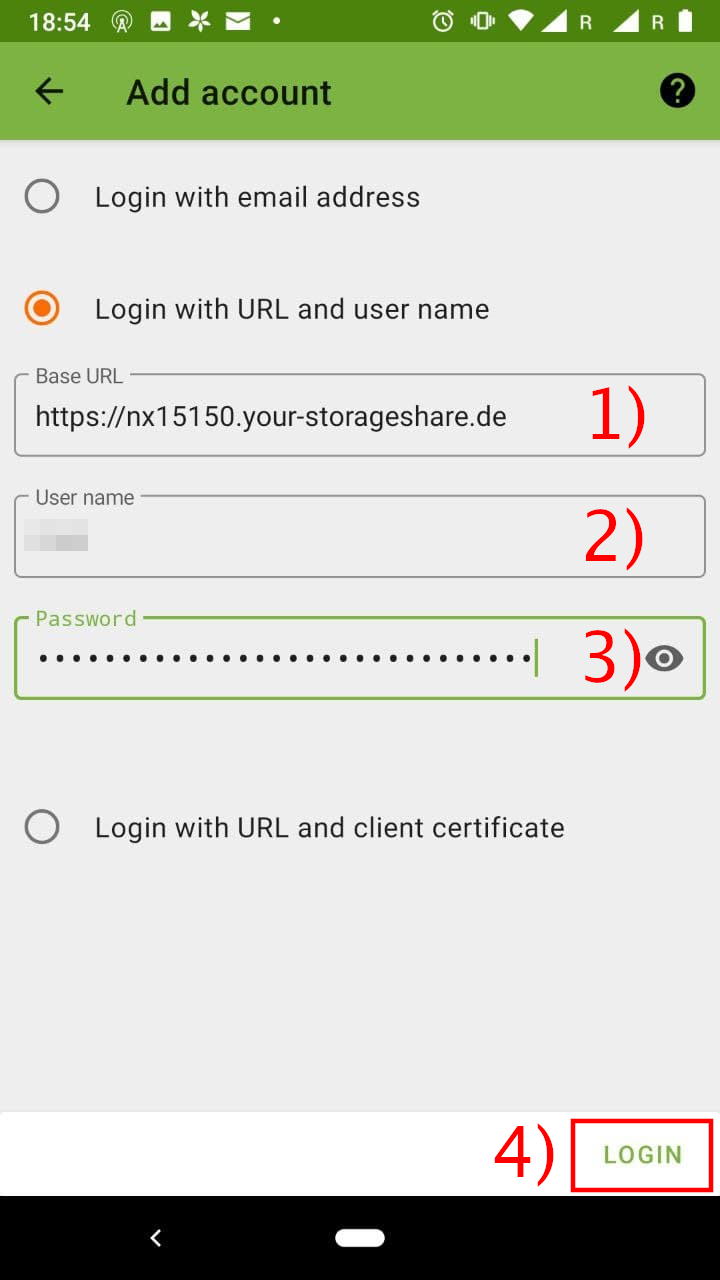 18:54 R R
Add account
Login with email address
Login with URL and user name
Base URL
https://nx15150.your-storageshare.de 1)
User name
2)
Password
••••••••••••••••••••••••••••••
3)
Login with URL and client certificate
4) LOGIN